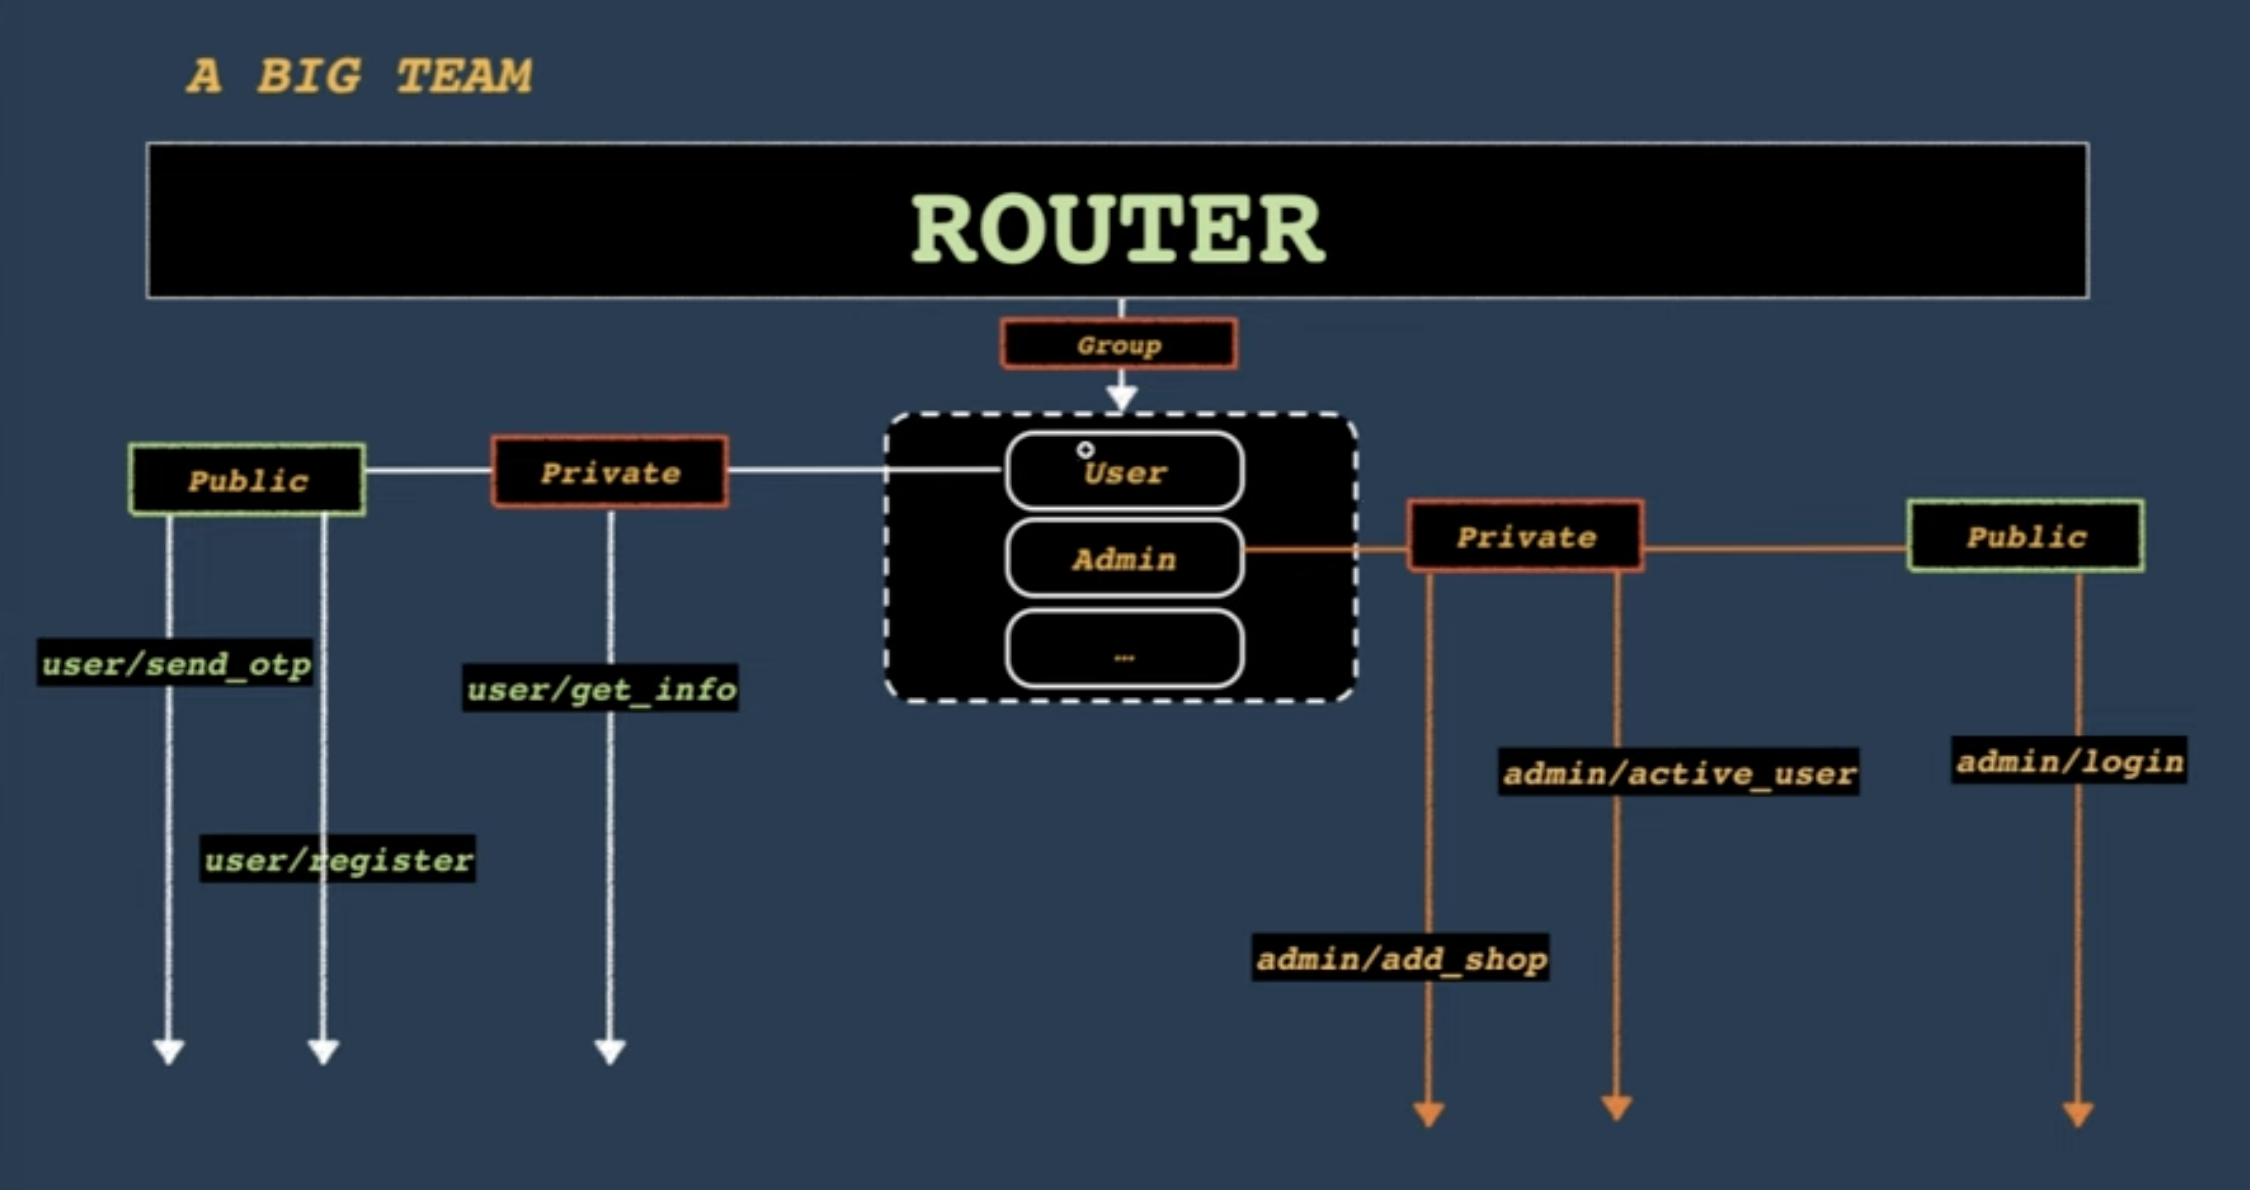 A BIG TEAM
ROUTER
Group
Public
Private
User
Admin
...
Private
Public
user/send_otp
user/get_info
user/register
admin/active_user
admin/login
admin/add_shop